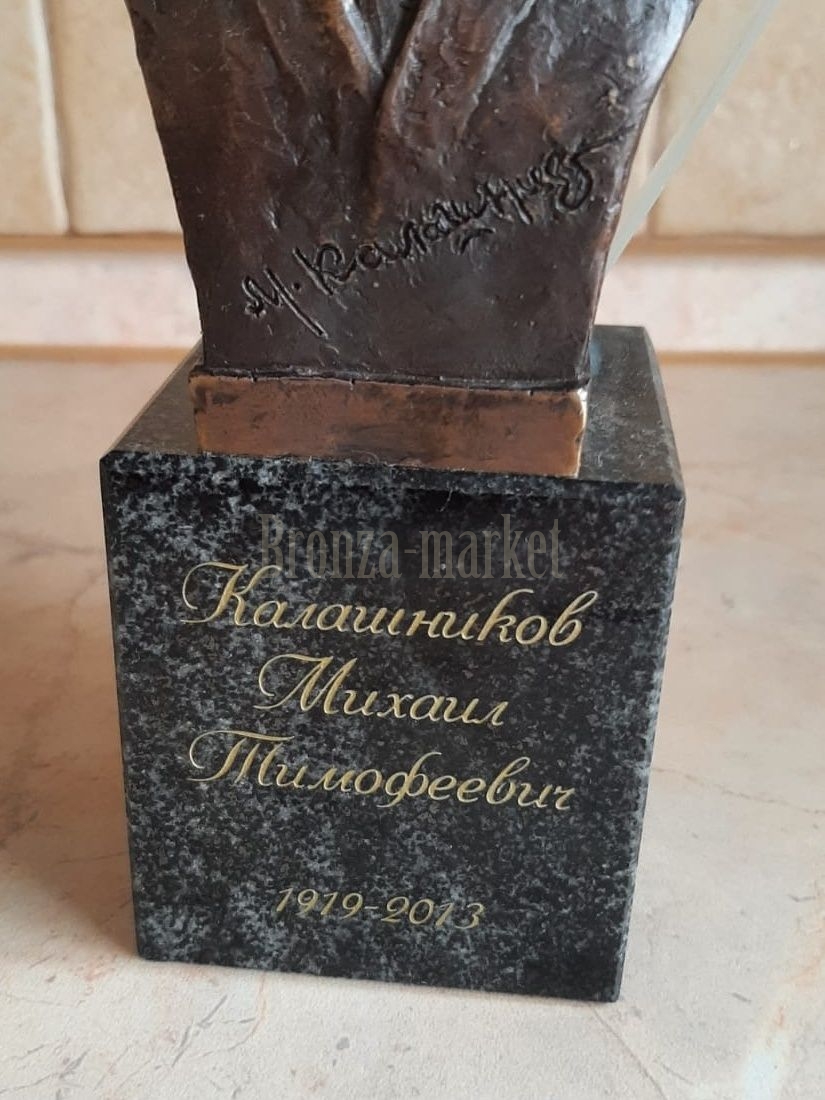 М. Калашников
Bronza-market
Калашников
Михаил
Тимофеевич
1919-2013